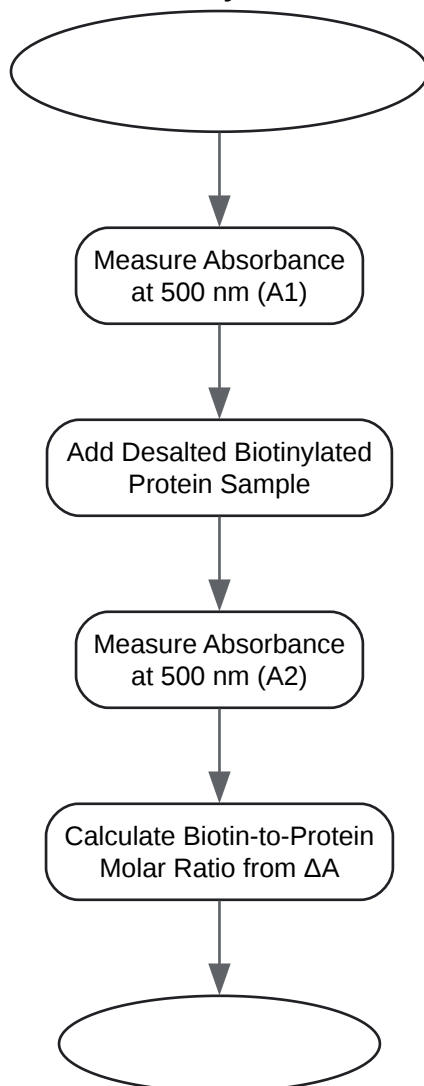 Measure Absorbance
at 500 nm (A1)
Add Desalted Biotinylated
Protein Sample
Measure Absorbance
at 500 nm (A2)
Calculate Biotin-to-Protein
Molar Ratio from ΔA